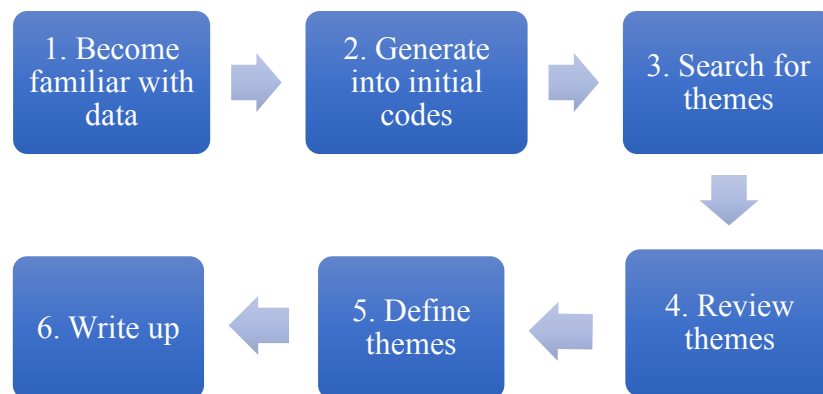 1. Become
familiar with
data
2. Generate
into initial
codes
3. Search for
themes
4. Review
themes
5. Define
themes
6. Write up